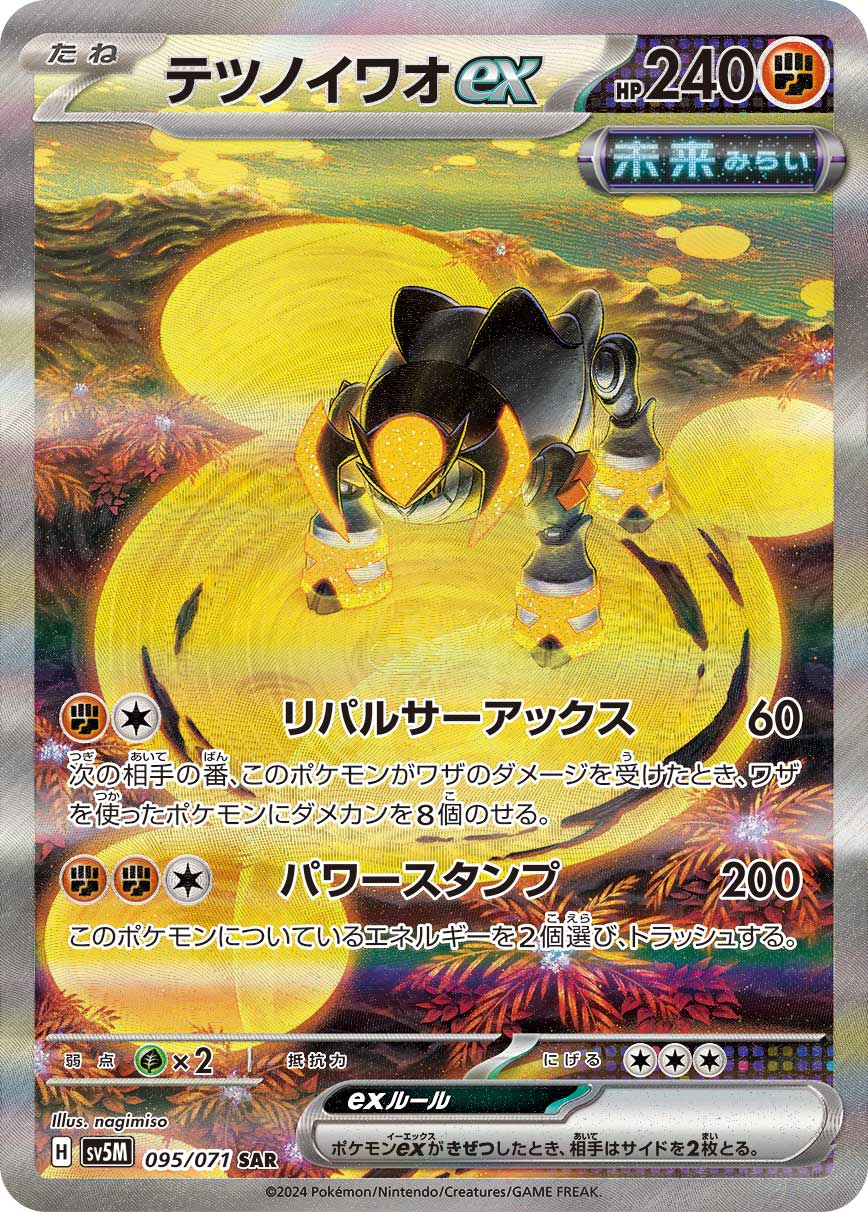 たね
テツノイワオex HP240
未来みらい
リパルサーアックス 60
次の相手の番、このポケモンがワザのダメージを受けたとき、ワザ
を使ったポケモンにダメカンを8個のせる。
パワースタンプ 200
このポケモンについているエネルギーを2個選び、トラッシュする。
弱点 ×2 抵抗力 にげる
exルール
ポケモンexがきぜつしたとき、相手はサイドを2枚とる。
Illus. nagimiso
H sv5M 095/071 SAR
©2024 Pokémon/Nintendo/Creatures/GAME FREAK.